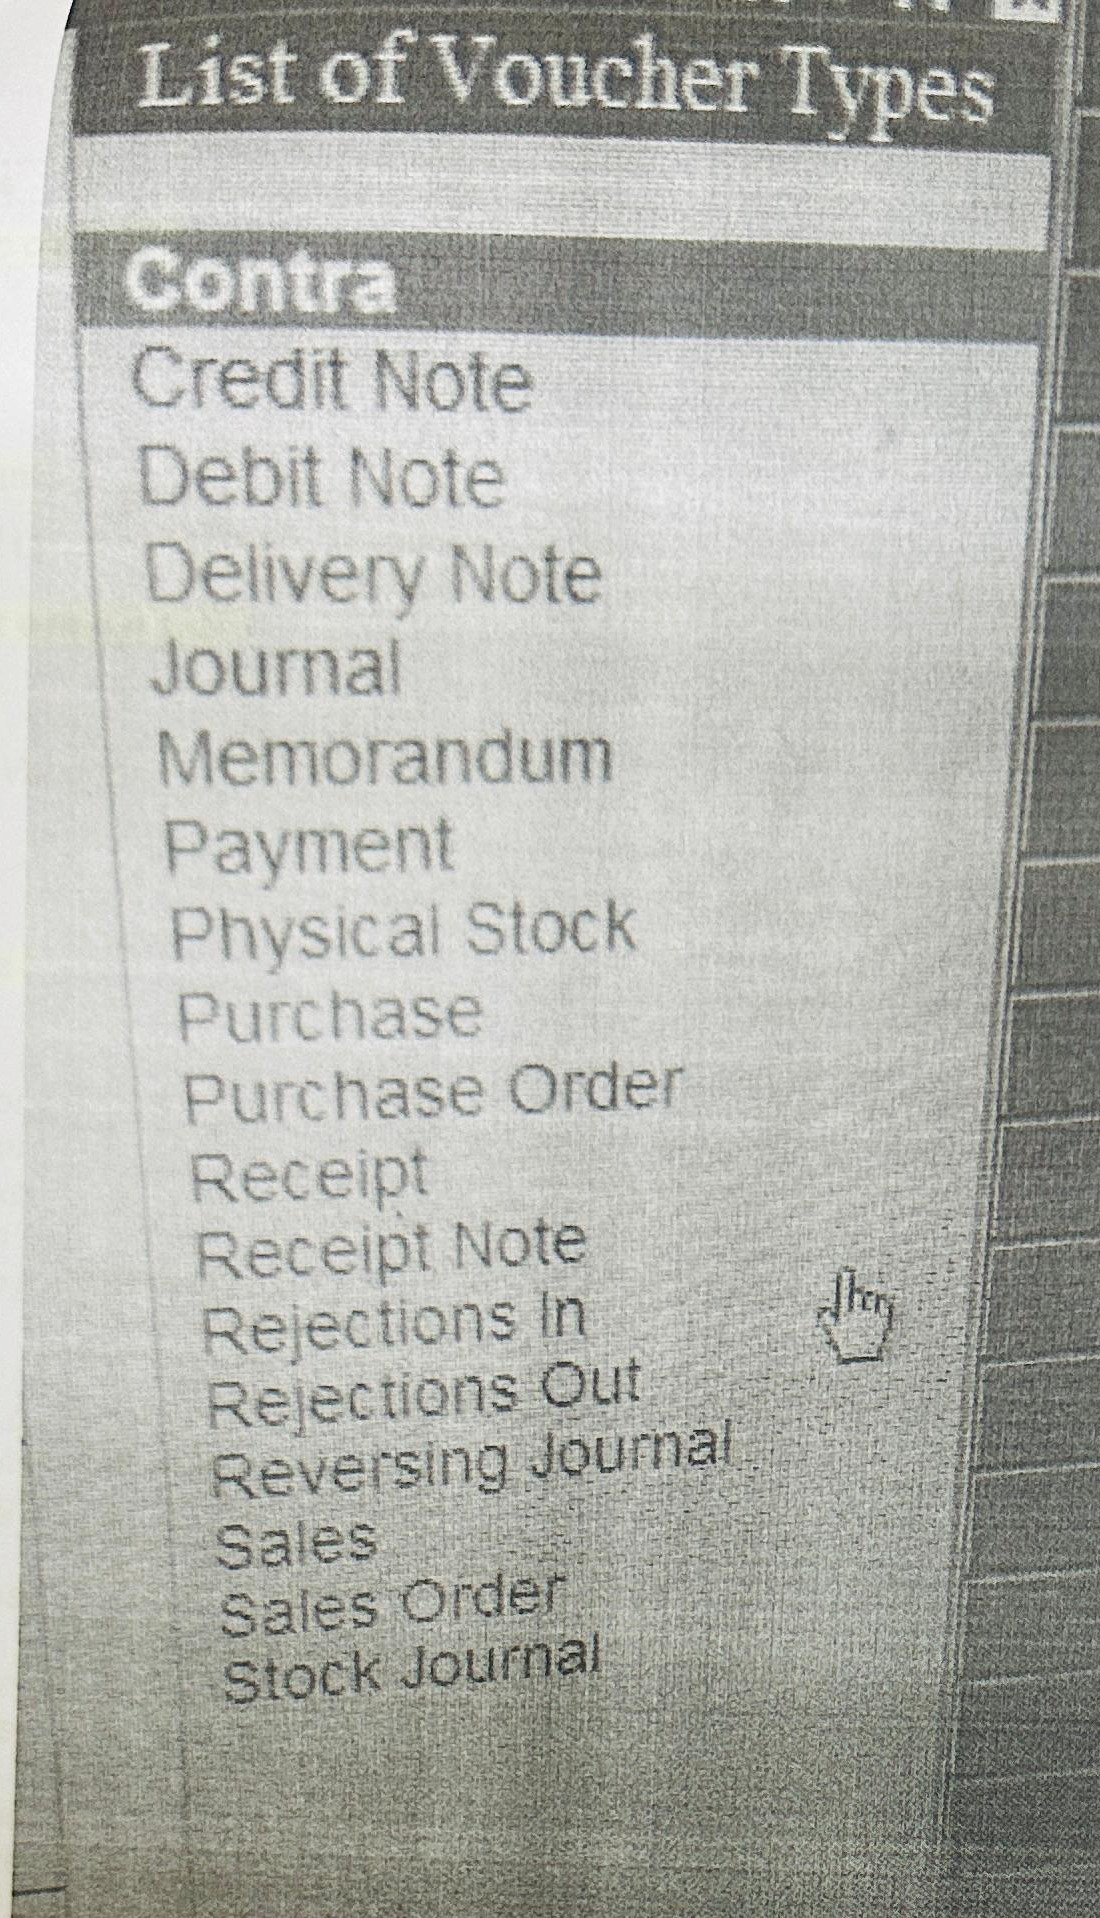 List of Voucher Types
Contra
Credit Note
Debit Note
Delivery Note
Journal
Memorandum
Payment
Physical Stock
Purchase
Purchase Order
Receipt
Receipt Note
Rejections In
Rejections Out
Reversing Journal
Sales
Sales Order
Stock Journal